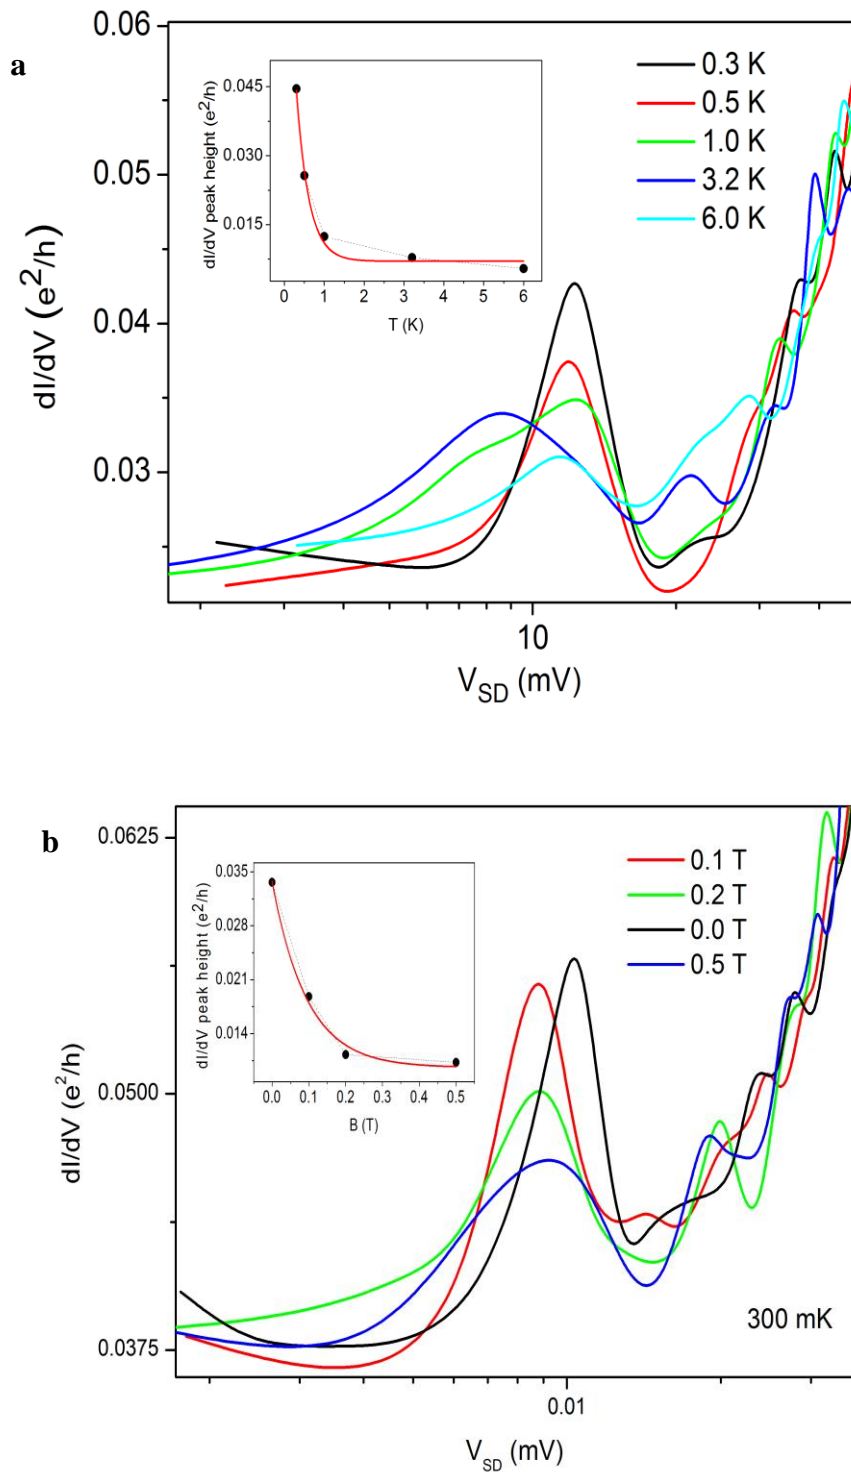 a
0.06
0.05
0.04
0.03
dI/dV (e²/h)
10
V_SD (mV)
0.3 K
0.5 K
1.0 K
3.2 K
6.0 K
0.045
0.030
0.015
dI/dV peak height (e²/h)
0 1 2 3 4 5 6
T (K)
b
0.0625
0.0500
0.0375
dI/dV (e²/h)
0.01
V_SD (mV)
0.1 T
0.2 T
0.0 T
0.5 T
300 mK
0.035
0.028
0.021
0.014
dI/dV peak height (e²/h)
0.0 0.1 0.2 0.3 0.4 0.5
B (T)